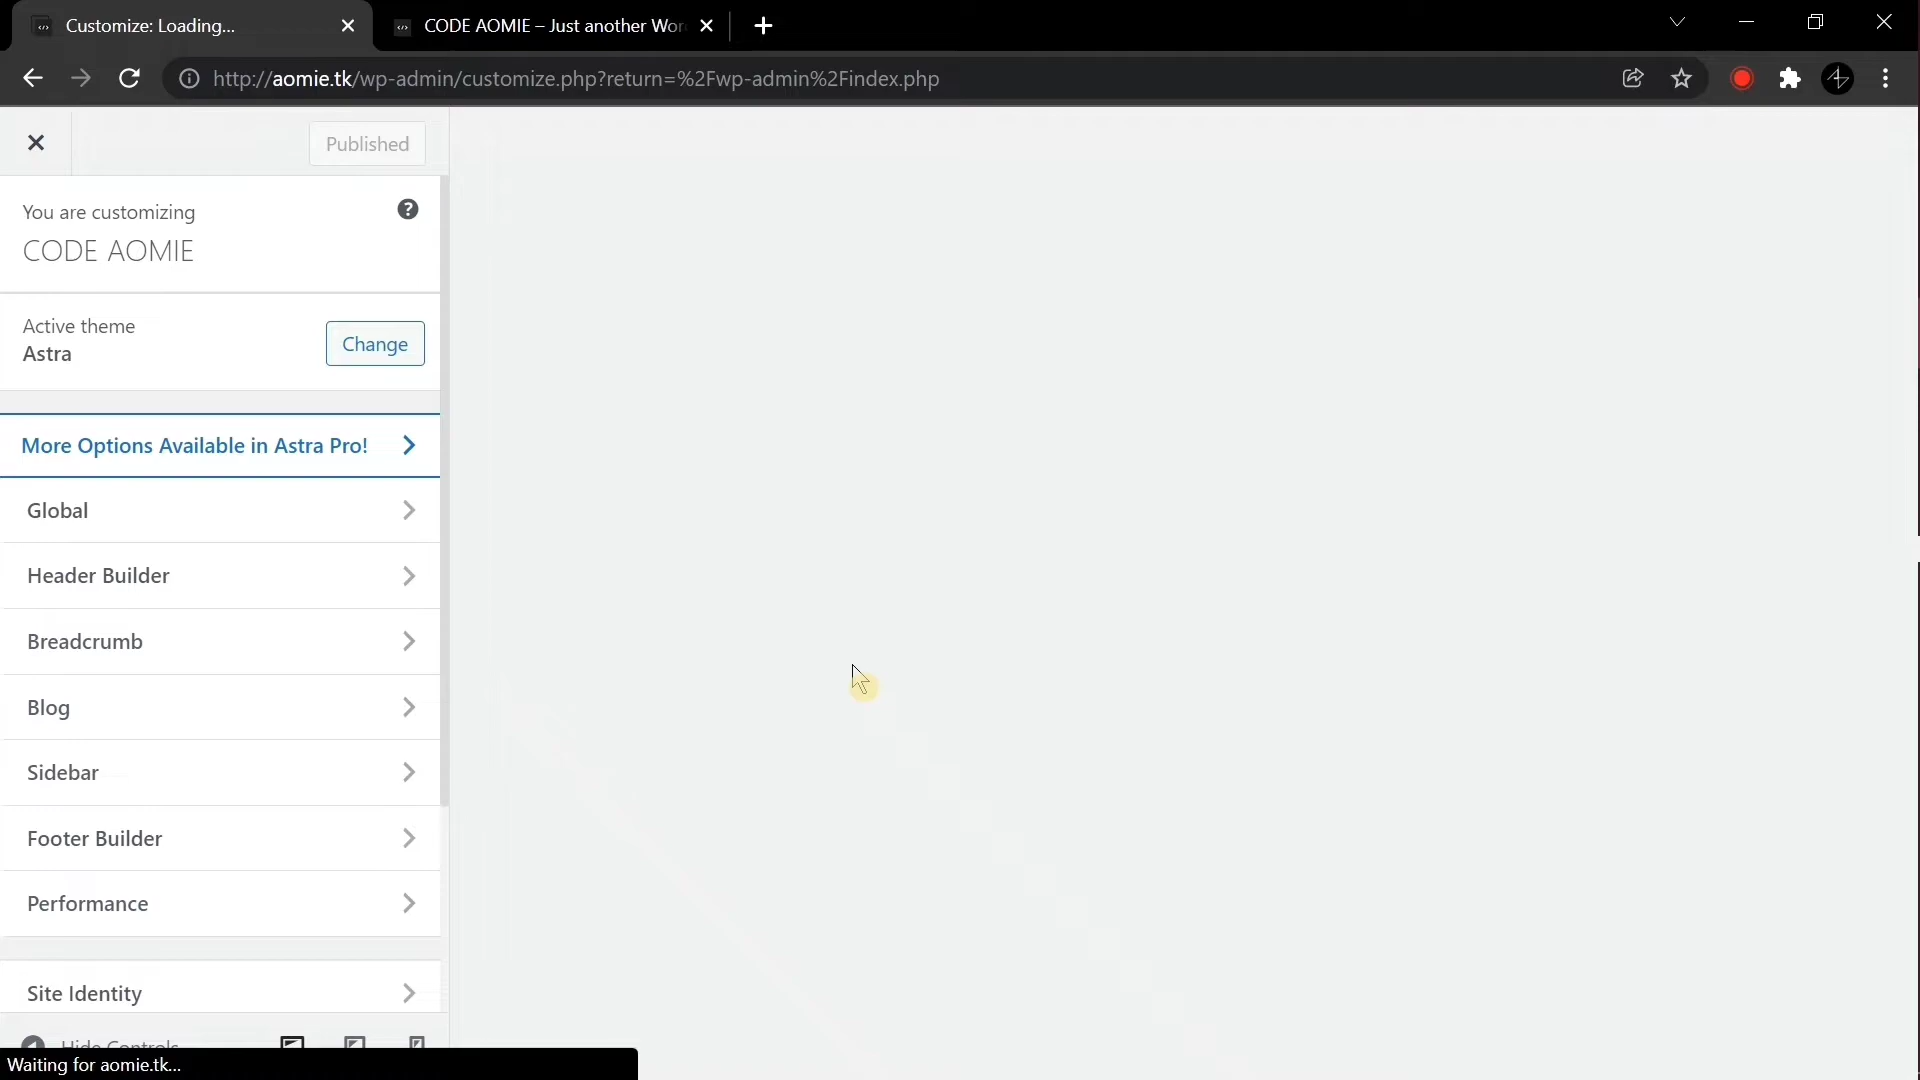 Customize: Loading...
CODE AOMIE – Just another Wor
http://aomie.tk/wp-admin/customize.php?return=%2Fwp-admin%2Findex.php
Published
You are customizing
CODE AOMIE
Active theme
Astra
Change
More Options Available in Astra Pro!
Global
Header Builder
Breadcrumb
Blog
Sidebar
Footer Builder
Performance
Site Identity
Hide Controls
Waiting for aomie.tk...